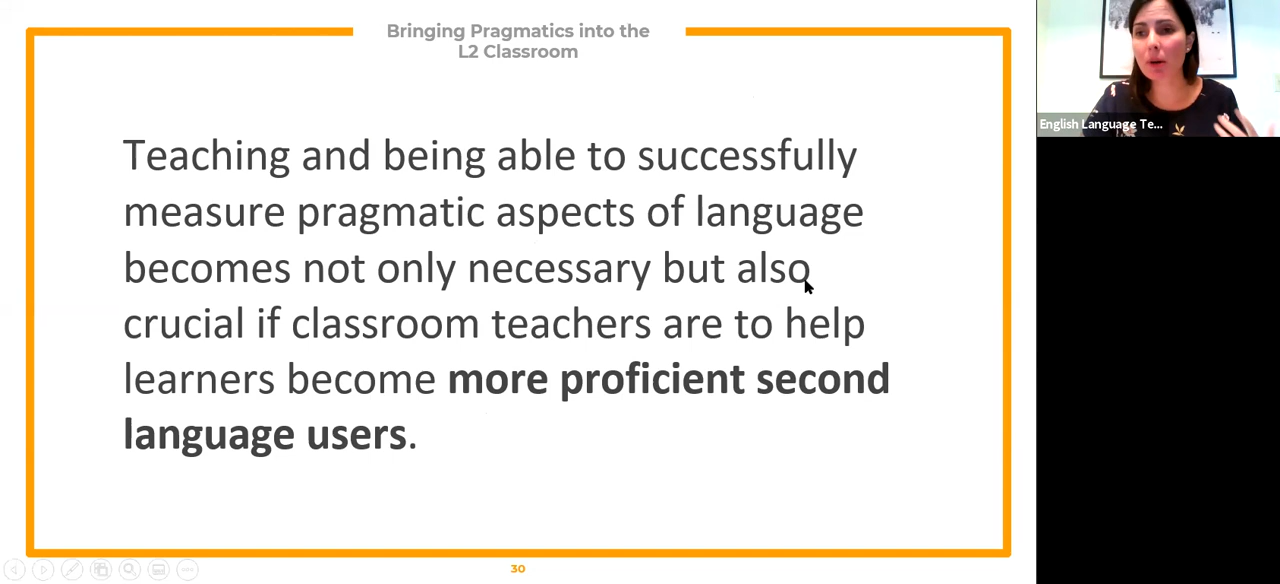 Bringing Pragmatics into the
L2 Classroom
Teaching and being able to successfully
measure pragmatic aspects of language
becomes not only necessary but also
crucial if classroom teachers are to help
learners become more proficient second
language users.
30
English Language Te...